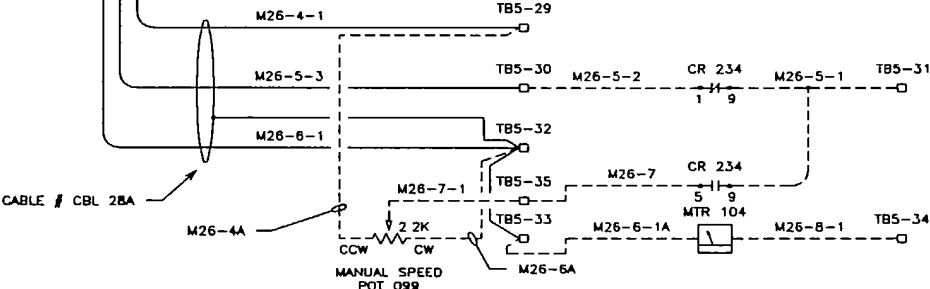 M26-4-1
TB5-29
M26-5-3
TB5-30
M26-5-2
CR 234
M26-5-1
TB5-31
1 9
M26-6-1
TB5-32
CABLE # CBL 28A
M26-7-1
TB5-35
M26-7
CR 234
5 9
M26-4A
2 2K
CCW CW
TB5-33
M26-6-1A
MTR 104
M26-8-1
TB5-34
M26-6A
MANUAL SPEED
POT 099